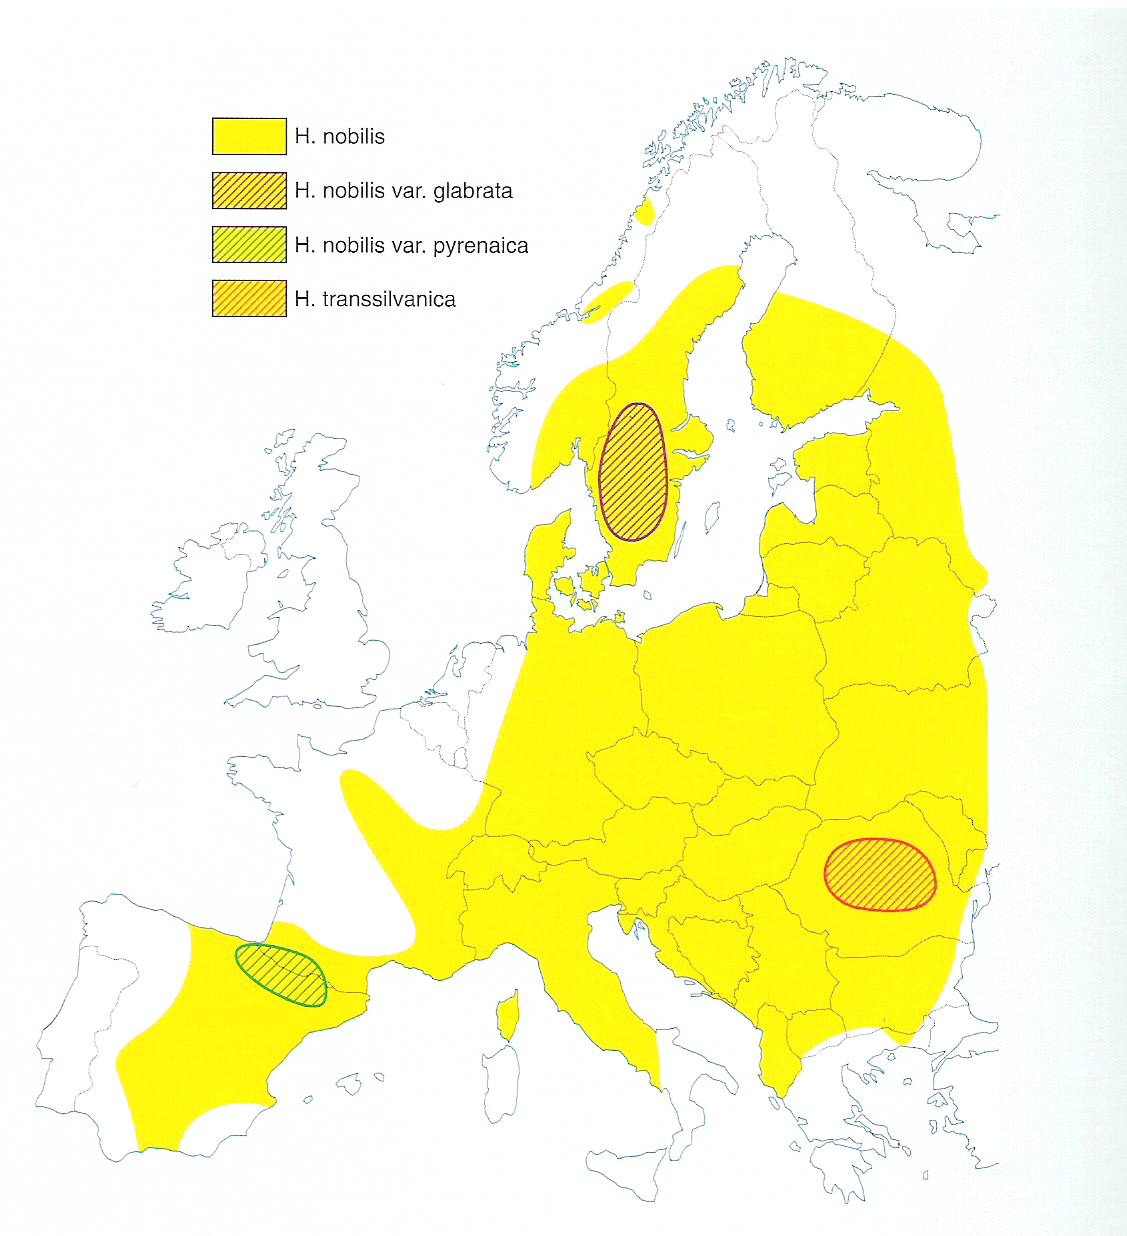 H. nobilis
H. nobilis var. glabrata
H. nobilis var. pyrenaica
H. transsilvanica